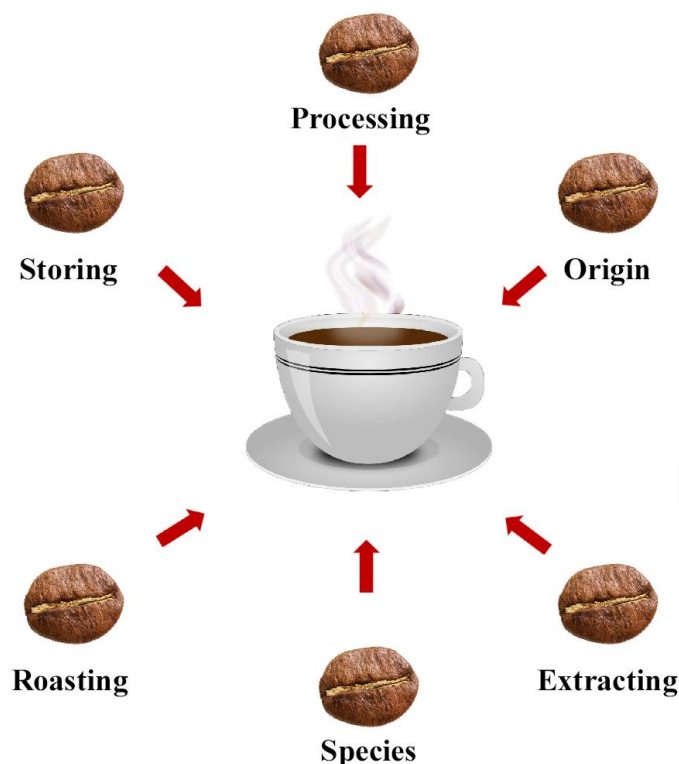 Processing
Storing
Origin
Roasting
Extracting
Species